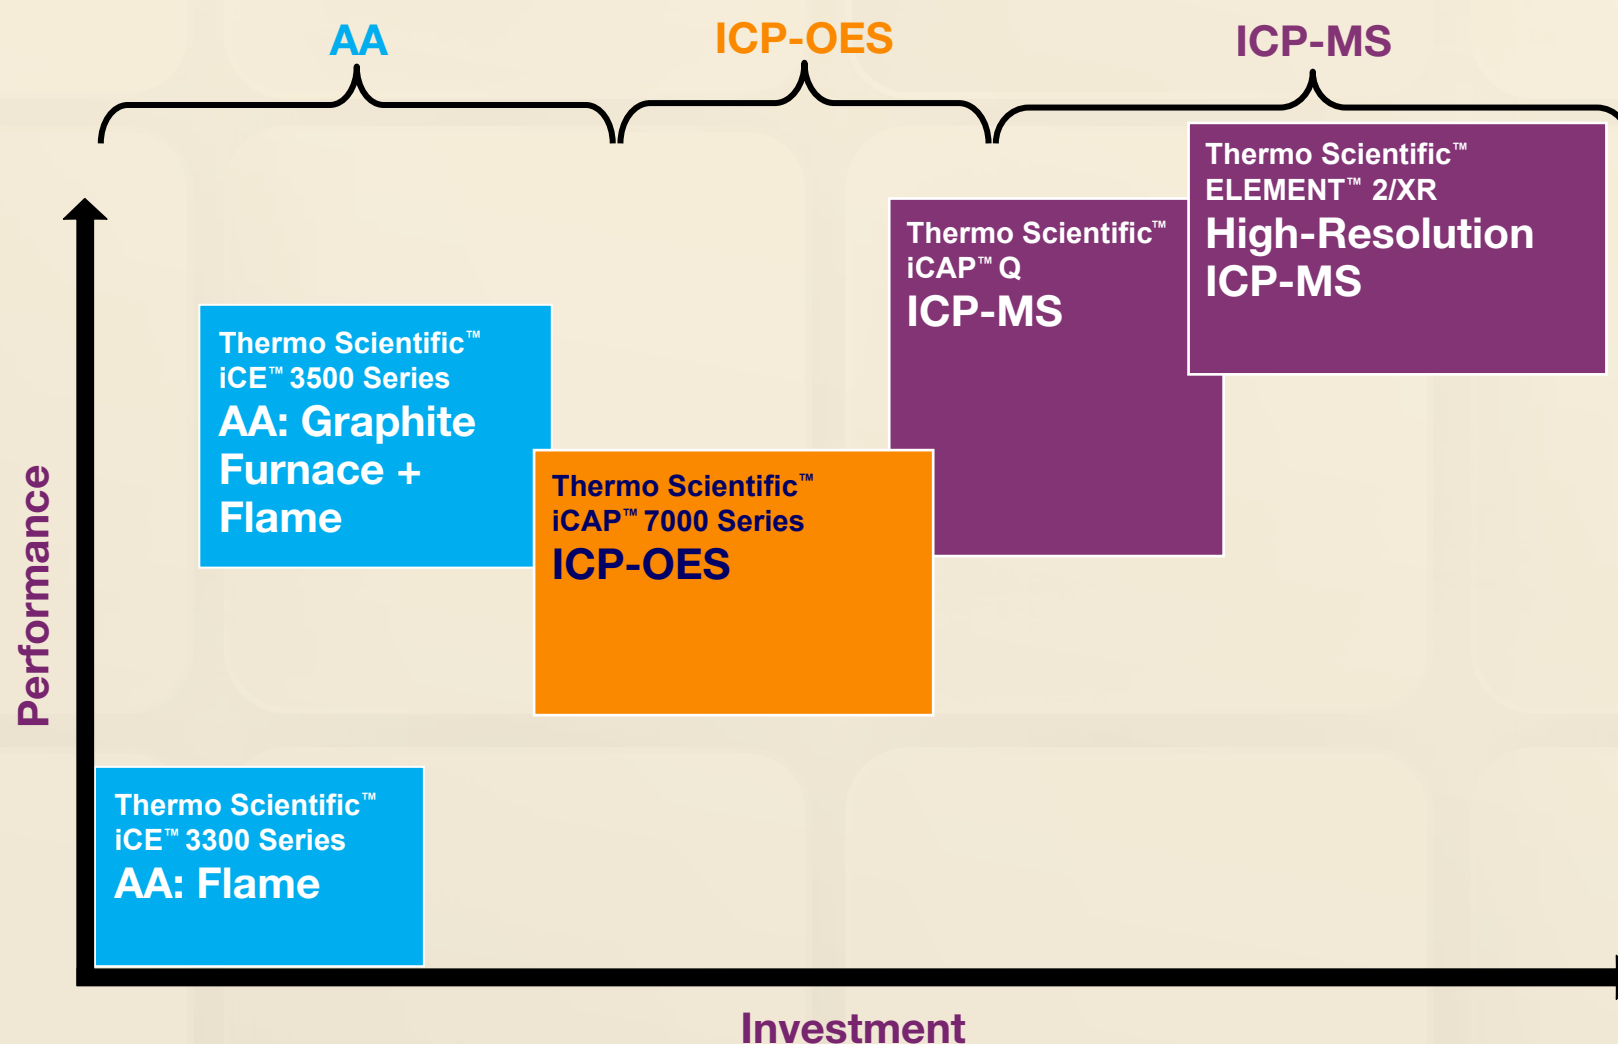 AA
ICP-OES
ICP-MS
Thermo Scientific™
ELEMENT™ 2/XR
High-Resolution
ICP-MS
Thermo Scientific™
iCAP™ Q
ICP-MS
Thermo Scientific™
iCE™ 3500 Series
AA: Graphite
Furnace +
Flame
Thermo Scientific™
iCAP™ 7000 Series
ICP-OES
Performance
Thermo Scientific™
iCE™ 3300 Series
AA: Flame
Investment